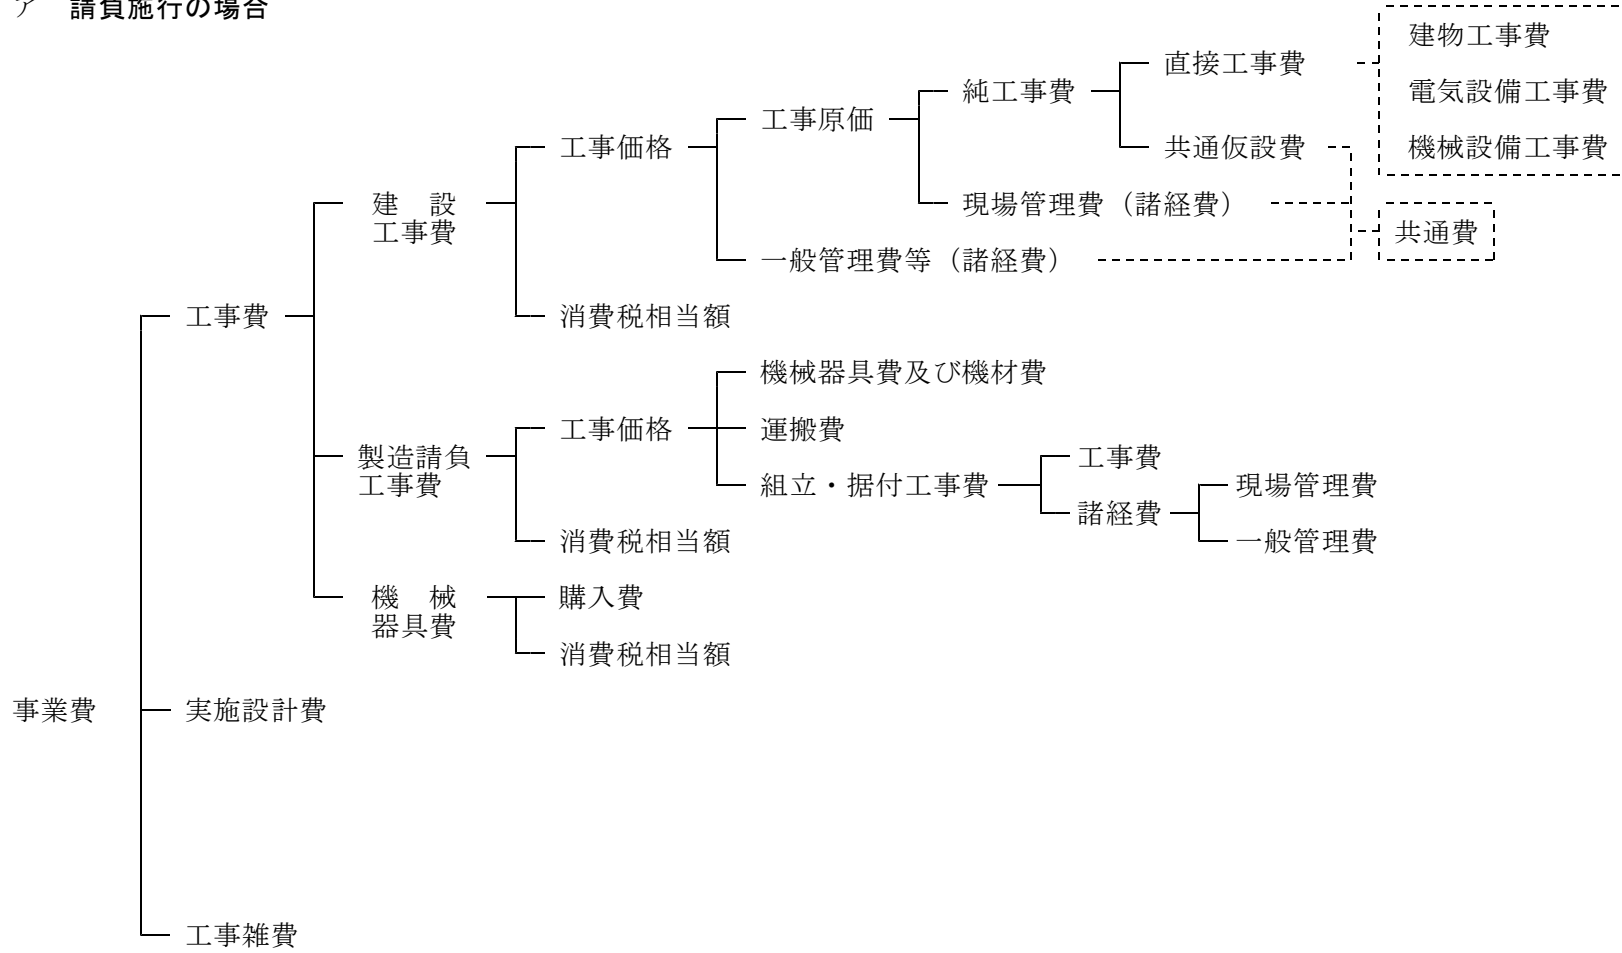 ア 請負施行の場合
建物工事費
直接工事費
電気設備工事費
純工事費
工事原価
工事価格
共通仮設費
機械設備工事費
建　設
工事費
現場管理費（諸経費）
共通費
一般管理費等（諸経費）
工事費
消費税相当額
機械器具費及び機材費
工事価格
運搬費
製造請負
工事費
工事費
組立・据付工事費
現場管理費
諸経費
消費税相当額
一般管理費
機　械
器具費
購入費
消費税相当額
事業費
実施設計費
工事雑費